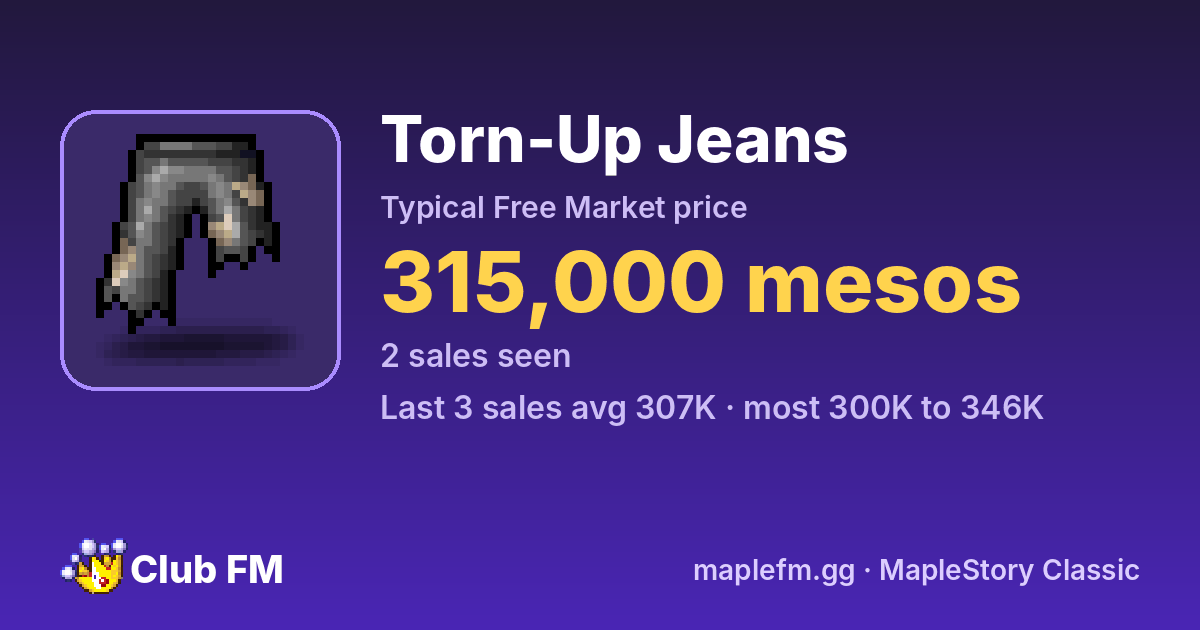 Torn-Up Jeans
Typical Free Market price
315,000 mesos
2 sales seen
Last 3 sales avg 307K · most 300K to 346K
Club FM
maplefm.gg · MapleStory Classic